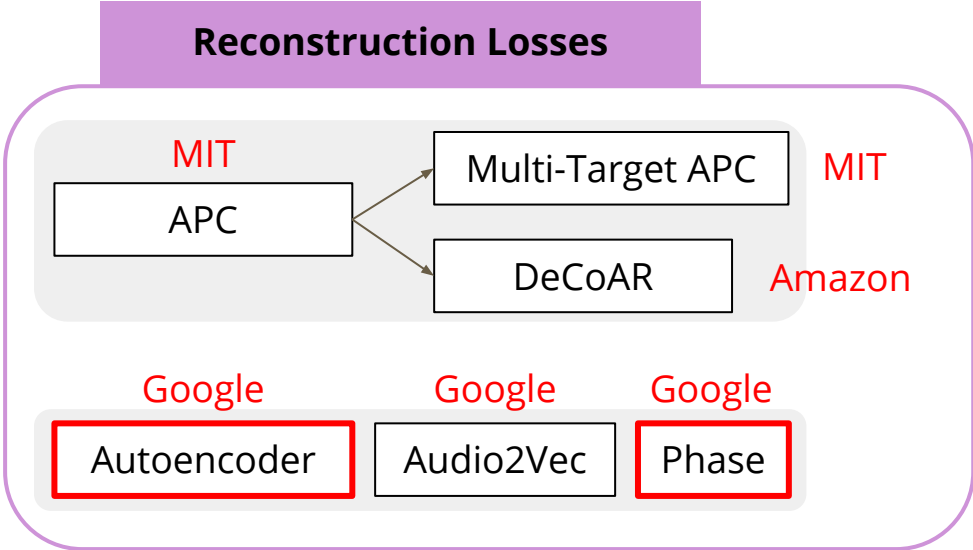 Reconstruction Losses
MIT
APC
Multi-Target APC
MIT
DeCoAR
Amazon
Google
Google
Google
Autoencoder
Audio2Vec
Phase